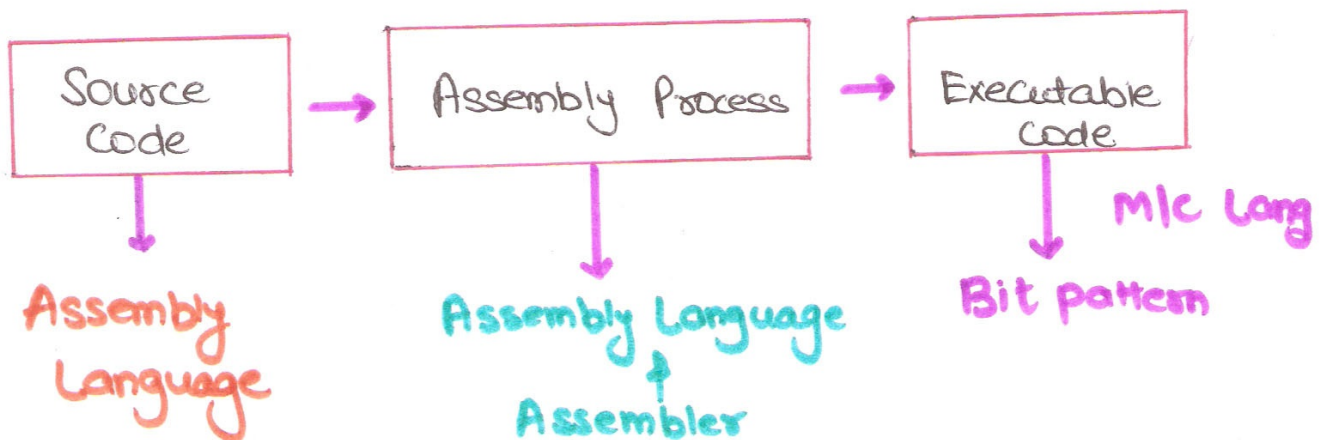 Source
Code
Assembly Process
Executable
Code
Assembly
Language
Assembly Language
Assembler
M/c Lang
Bit pattern